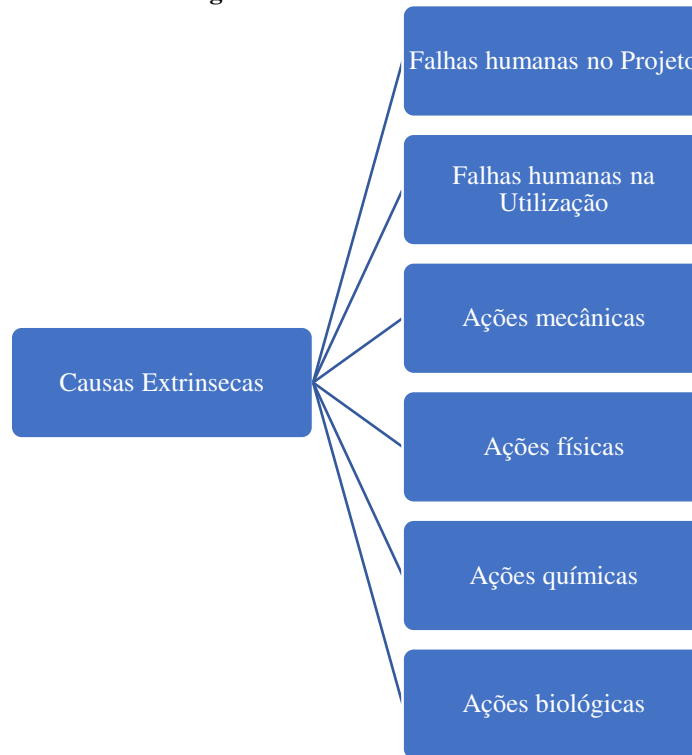 Falhas humanas no Projeto
Falhas humanas na
Utilização
Ações mecânicas
Causas Extrinsecas
Ações físicas
Ações químicas
Ações biológicas